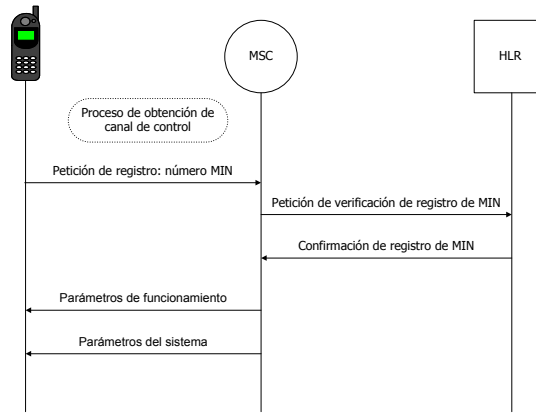 MSC
HLR
Proceso de obtención de
canal de control
Petición de registro: número MIN
Petición de verificación de registro de MIN
Confirmación de registro de MIN
Parámetros de funcionamiento
Parámetros del sistema